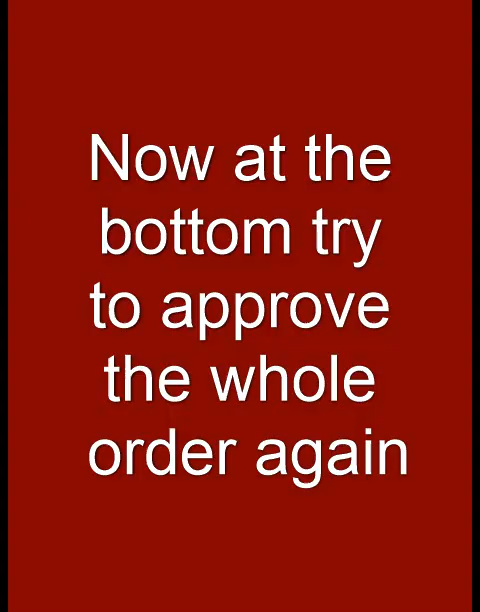 Now at the
bottom try
to approve
the whole
order again